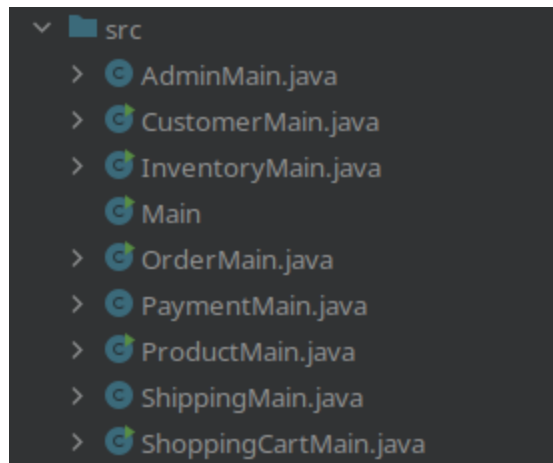 src
AdminMain.java
CustomerMain.java
InventoryMain.java
Main
OrderMain.java
PaymentMain.java
ProductMain.java
ShippingMain.java
ShoppingCartMain.java